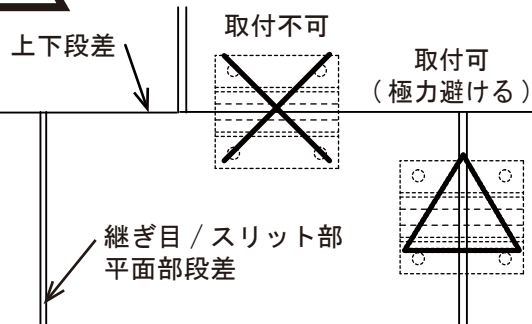 取付不可
上下段差
取付可
（極力避ける）
継ぎ目 / スリット部
平面部段差